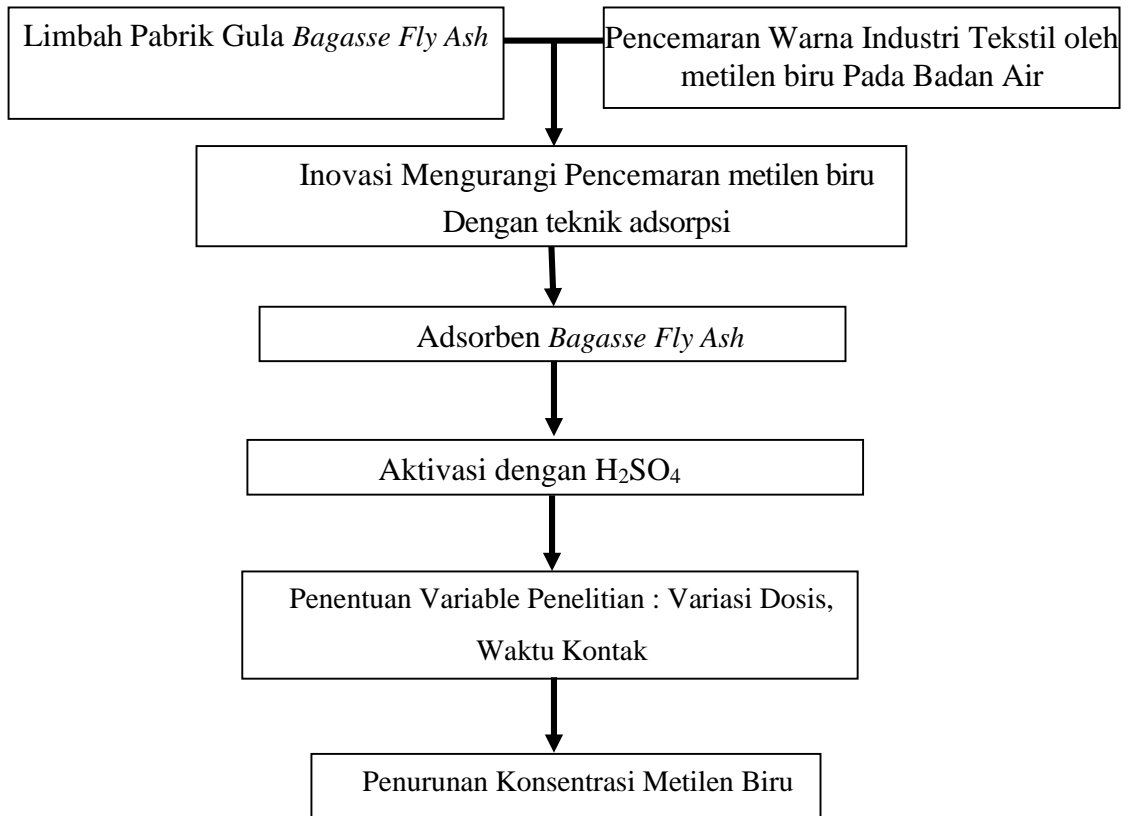 Limbah Pabrik Gula Bagasse Fly Ash
Pencemaran Warna Industri Tekstil oleh
metilen biru Pada Badan Air
Inovasi Mengurangi Pencemaran metilen biru
Dengan teknik adsorpsi
Adsorben Bagasse Fly Ash
Aktivasi dengan H₂SO₄
Penentuan Variable Penelitian : Variasi Dosis,
Waktu Kontak
Penurunan Konsentrasi Metilen Biru